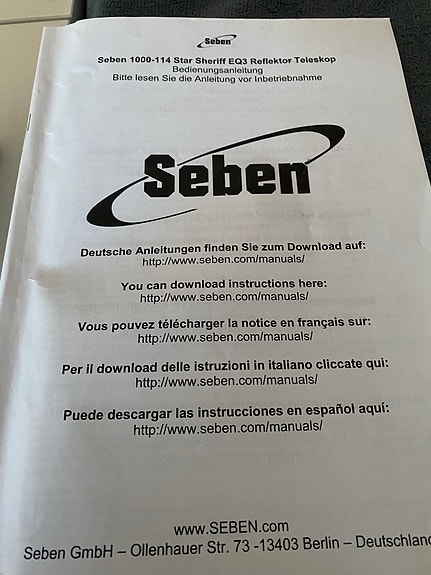 Seben
Seben 1000-114 Star Sheriff EQ3 Reflektor Teleskop
Bedienungsanleitung
Bitte lesen Sie die Anleitung vor Inbetriebnahme
Seben
Deutsche Anleitungen finden Sie zum Download auf:
http://www.seben.com/manuals/
You can download instructions here:
http://www.seben.com/manuals/
Vous pouvez télécharger la notice en français sur:
http://www.seben.com/manuals/
Per il download delle istruzioni in italiano cliccate qui:
http://www.seben.com/manuals/
Puede descargar las instrucciones en español aquí:
http://www.seben.com/manuals/
www.SEBEN.com
Seben GmbH – Ollenhauer Str. 73 -13403 Berlin – Deutschland